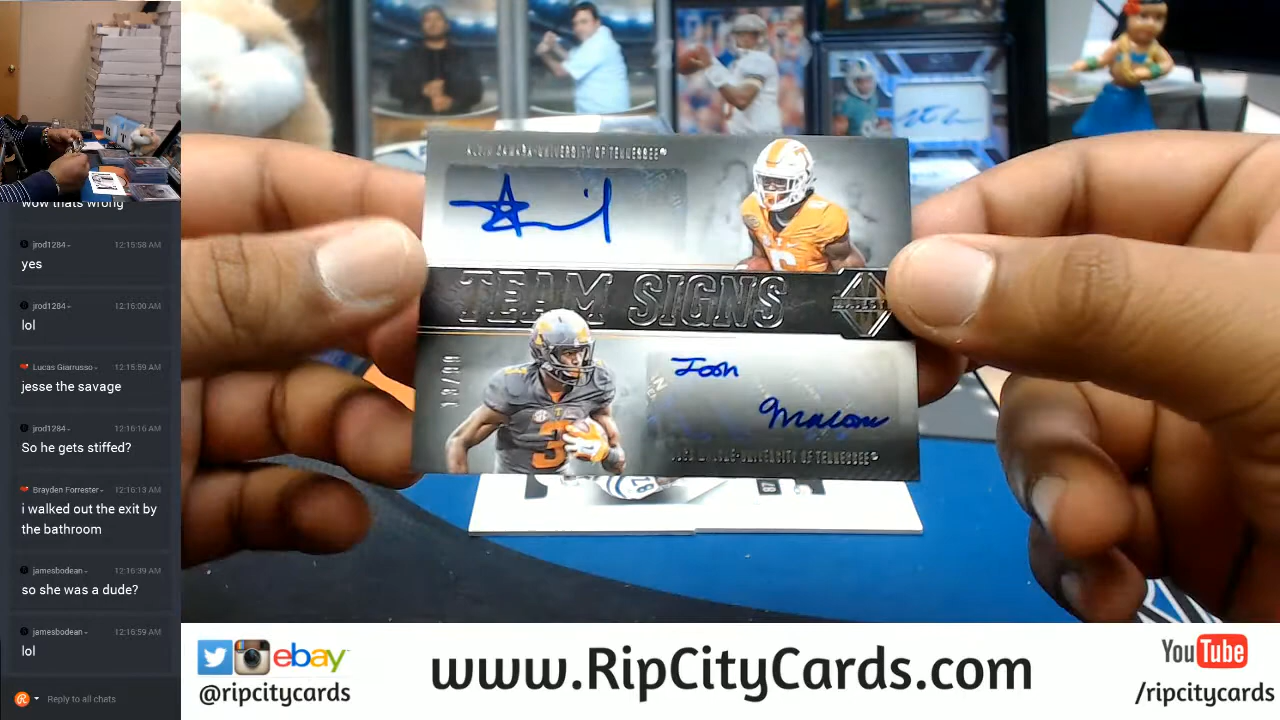 wow thats wrong
jrod1284 12:15:58 AM
yes
jrod1284 12:16:00 AM
lol
Lucas Giarrusso 12:15:59 AM
jesse the savage
jrod1284 12:16:16 AM
So he gets stiffed?
Brayden Forrester 12:16:13 AM
i walked out the exit by
the bathroom
jamesbodean 12:16:39 AM
so she was a dude?
jamesbodean 12:16:59 AM
lol
Reply to all chats
UNIVERSITY OF TENNESSEE
TEAM SIGNS
3
Josh
Malone
UNIVERSITY OF TENNESSEE
87
ebay
@ripcitycards
www.RipCityCards.com
YouTube
/ripcitycards